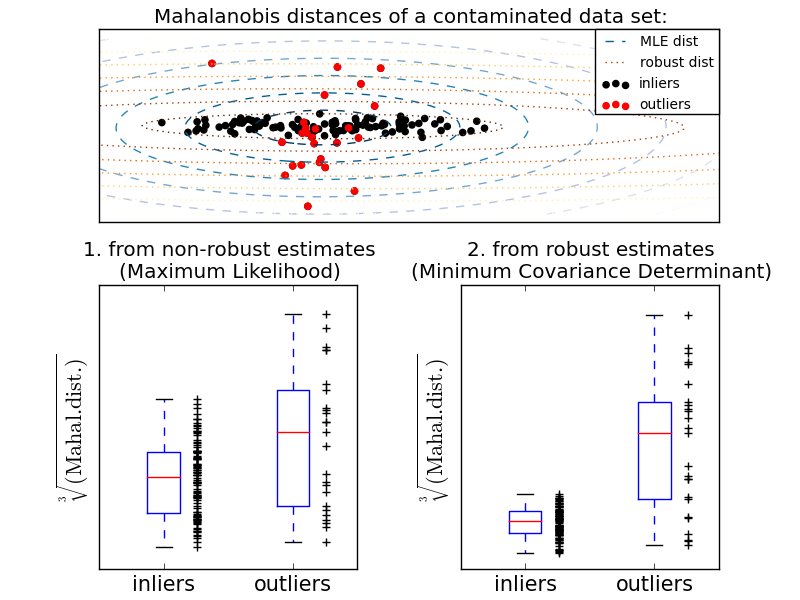 Mahalanobis distances of a contaminated data set:
MLE dist
robust dist
inliers
outliers
1. from non-robust estimates
(Maximum Likelihood)
∛(Mahal.dist.)
inliers outliers
2. from robust estimates
(Minimum Covariance Determinant)
∛(Mahal.dist.)
inliers outliers